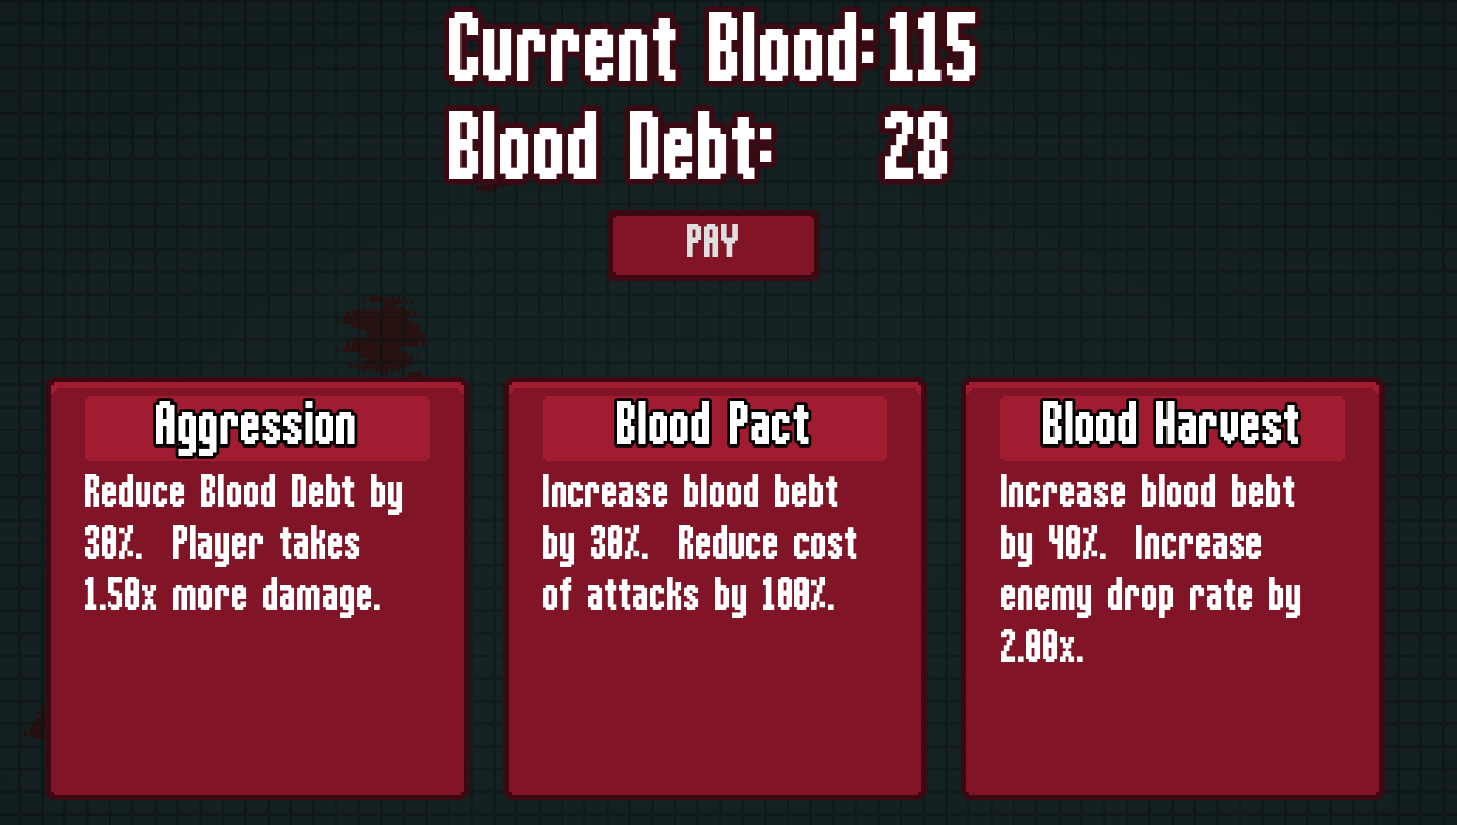 Current Blood: 115
Blood Debt: 28
PAY
Aggression
Reduce Blood Debt by
30%. Player takes
1.50x more damage.
Blood Pact
Increase blood bebt
by 30%. Reduce cost
of attacks by 100%.
Blood Harvest
Increase blood bebt
by 40%. Increase
enemy drop rate by
2.00x.